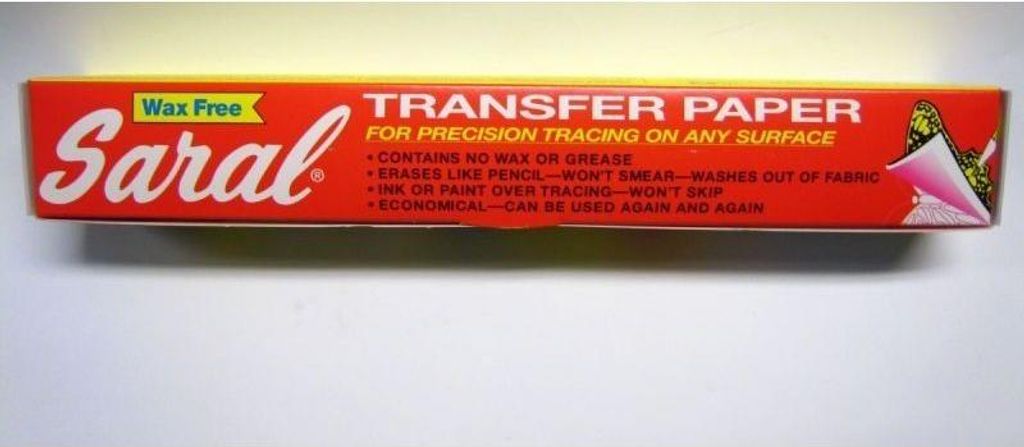 Wax Free
Saral®
TRANSFER PAPER
FOR PRECISION TRACING ON ANY SURFACE
• CONTAINS NO WAX OR GREASE
• ERASES LIKE PENCIL—WON'T SMEAR—WASHES OUT OF FABRIC
• INK OR PAINT OVER TRACING—WON'T SKIP
• ECONOMICAL—CAN BE USED AGAIN AND AGAIN